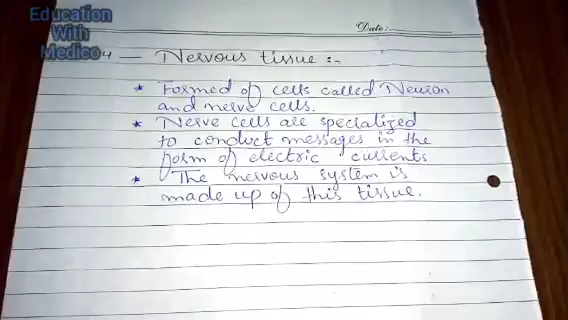 Education
With
Medico
Date:
4 — Nervous tissue :-
* Formed of cells called Neuron
and nerve cells.
* Nerve cells are specialized
to conduct messages in the
form of electric currents
* The nervous system is
made up of this tissue.